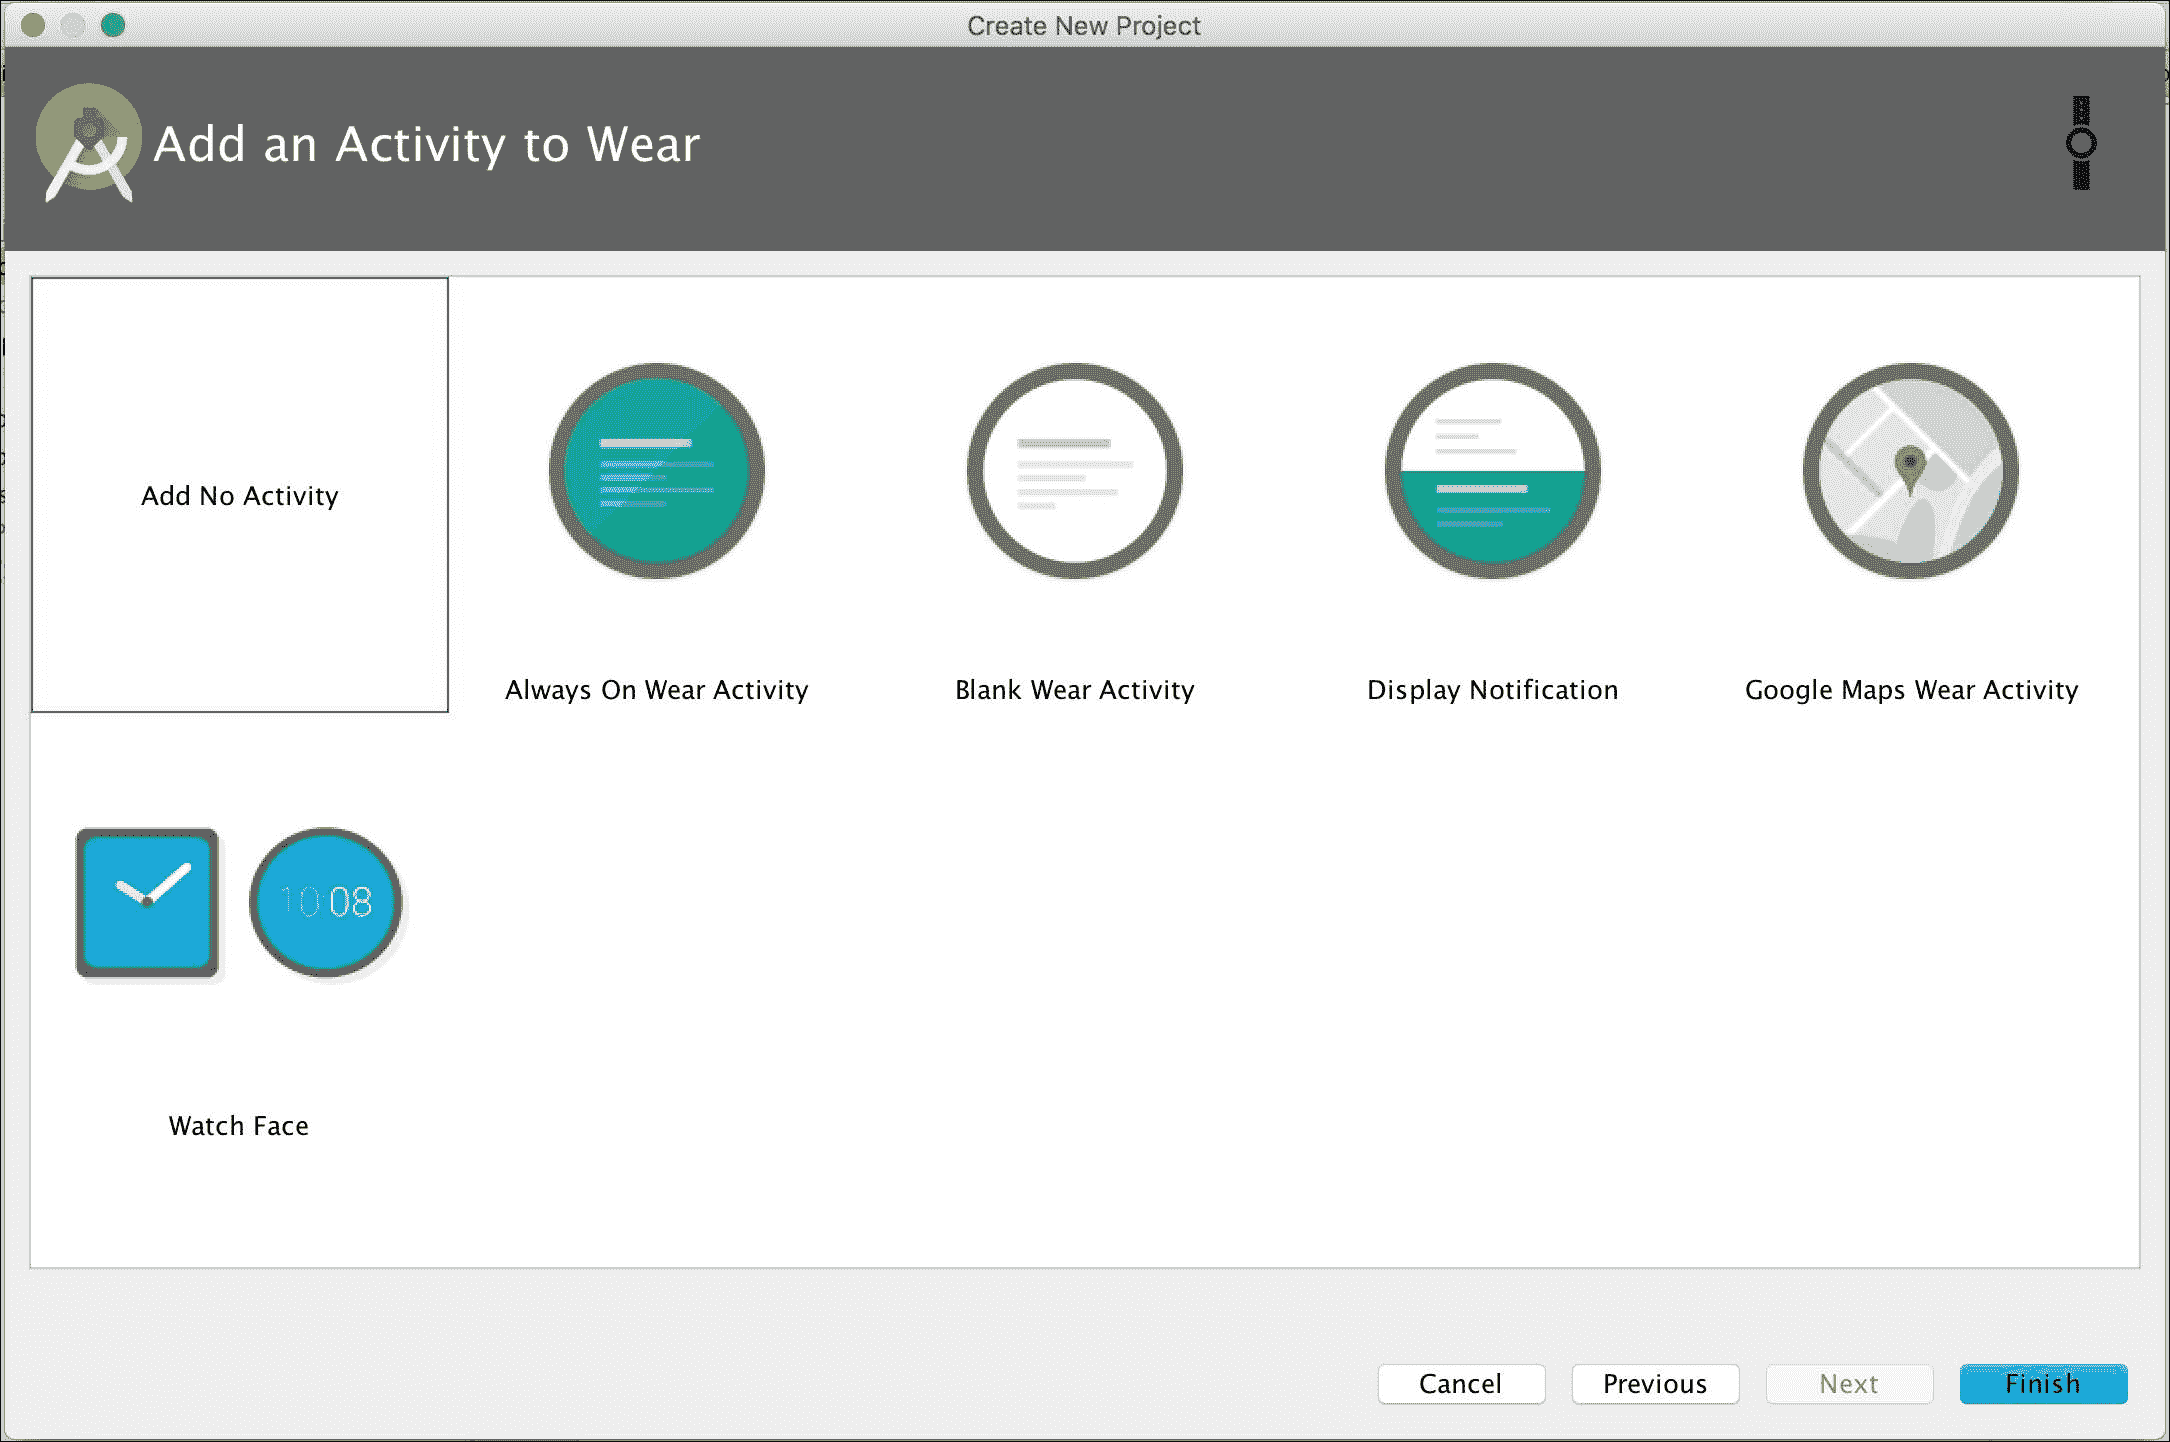 Create New Project
Add an Activity to Wear
Add No Activity
Always On Wear Activity
Blank Wear Activity
Display Notification
Google Maps Wear Activity
10:08
Watch Face
Cancel
Previous
Next
Finish